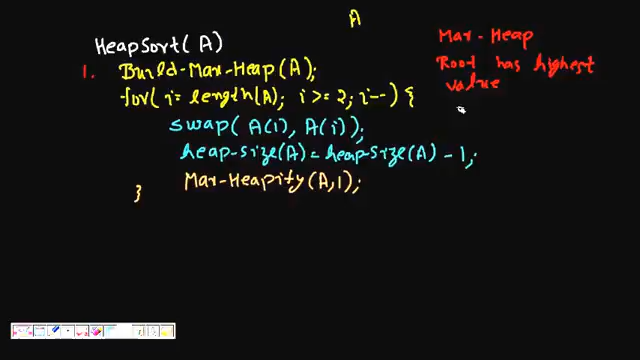 A
HeapSort(A)
1. Build-Max-Heap(A);
for( i= length(A); i >= 2; i--) {
swap( A(1), A(i));
heap-size(A) = heap-size(A) - 1;
Max-Heapify(A,1);
}
Max-Heap
Root has highest
value